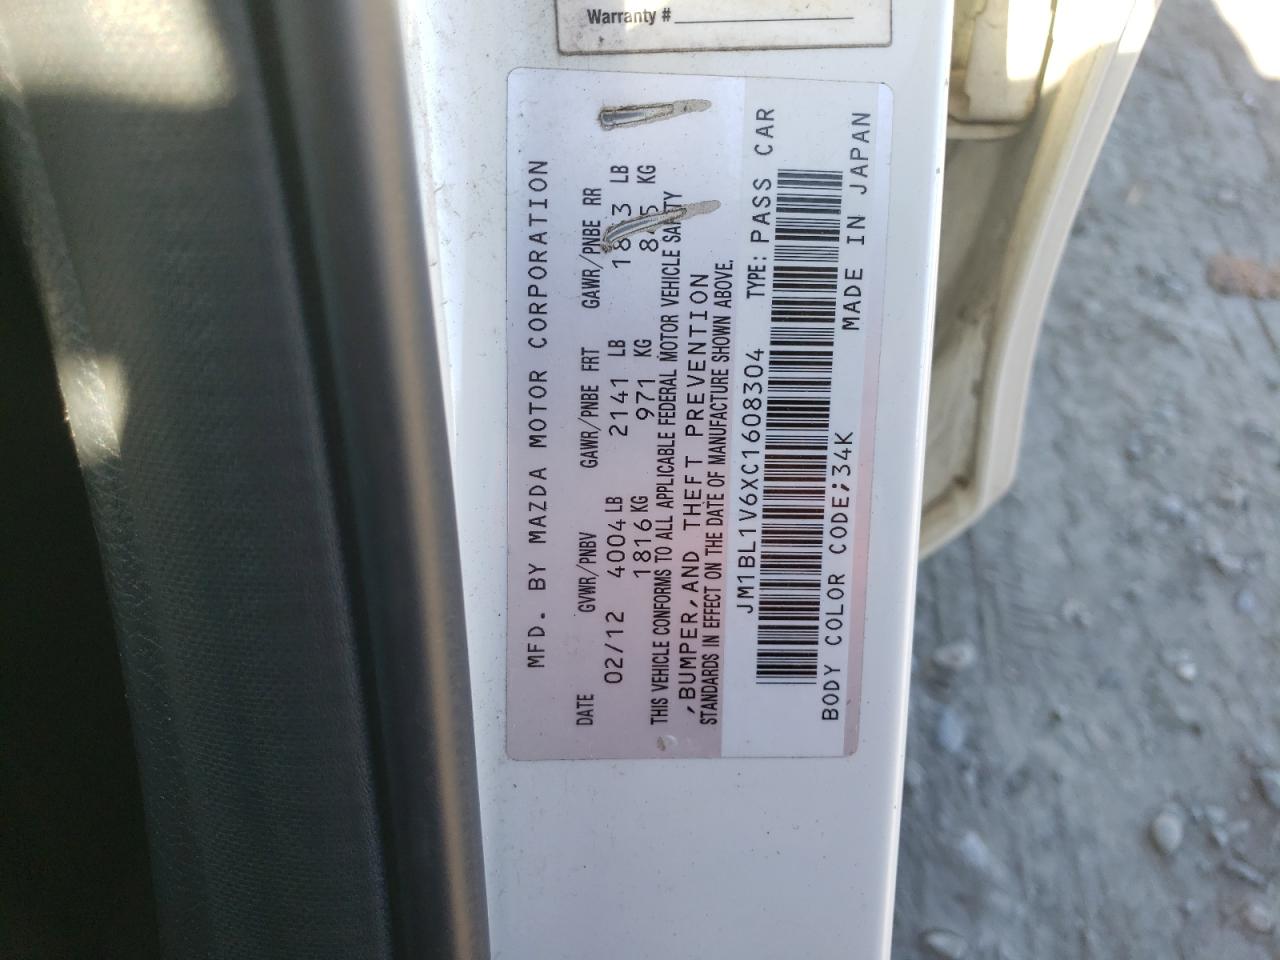 Warranty #
MFD. BY MAZDA MOTOR CORPORATION
DATE GVWR/PNBV GAWR/PNBE FRT GAWR/PNBE RR
02/12 4004 LB 2141 LB LB
1816 KG 971 KG KG
THIS VEHICLE CONFORMS TO ALL APPLICABLE FEDERAL MOTOR VEHICLE SAFETY
,BUMPER,AND THEFT PREVENTION
STANDARDS IN EFFECT ON THE DATE OF MANUFACTURE SHOWN ABOVE.
JM1BL1V6XC1608304 TYPE: PASS CAR
BODY COLOR CODE;34K MADE IN JAPAN